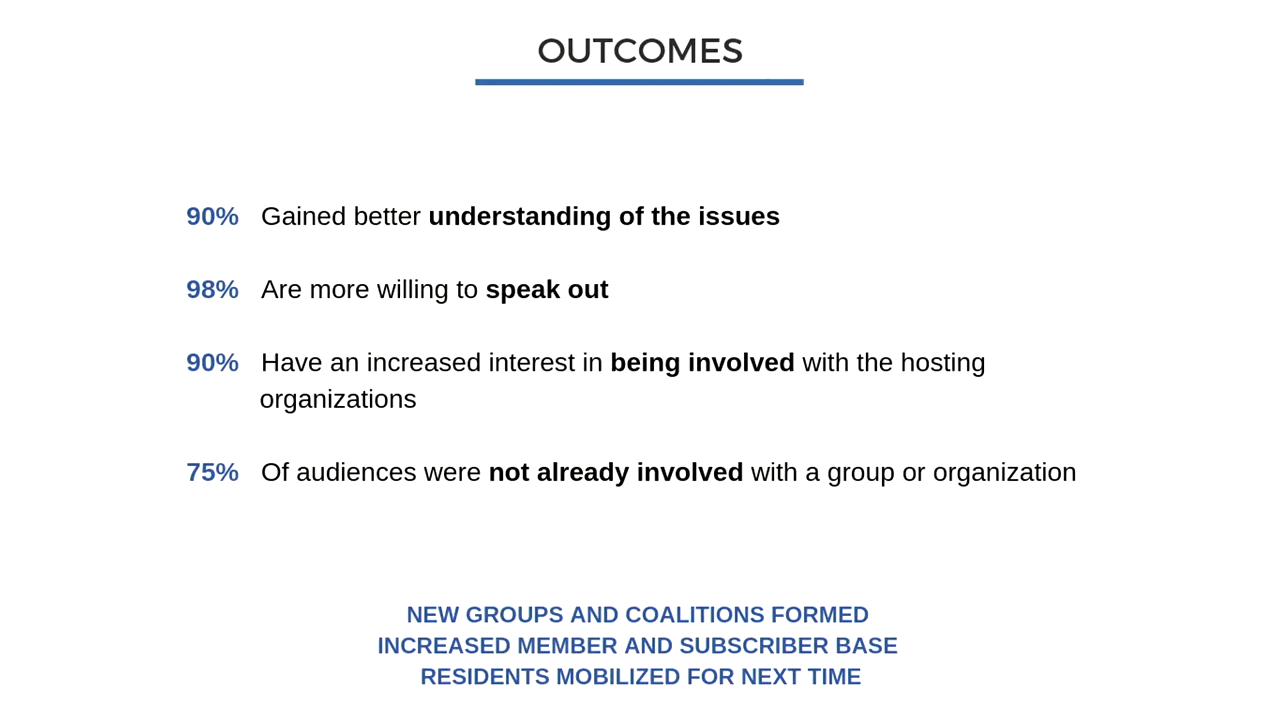 OUTCOMES
90% Gained better understanding of the issues
98% Are more willing to speak out
90% Have an increased interest in being involved with the hosting
organizations
75% Of audiences were not already involved with a group or organization
NEW GROUPS AND COALITIONS FORMED
INCREASED MEMBER AND SUBSCRIBER BASE
RESIDENTS MOBILIZED FOR NEXT TIME